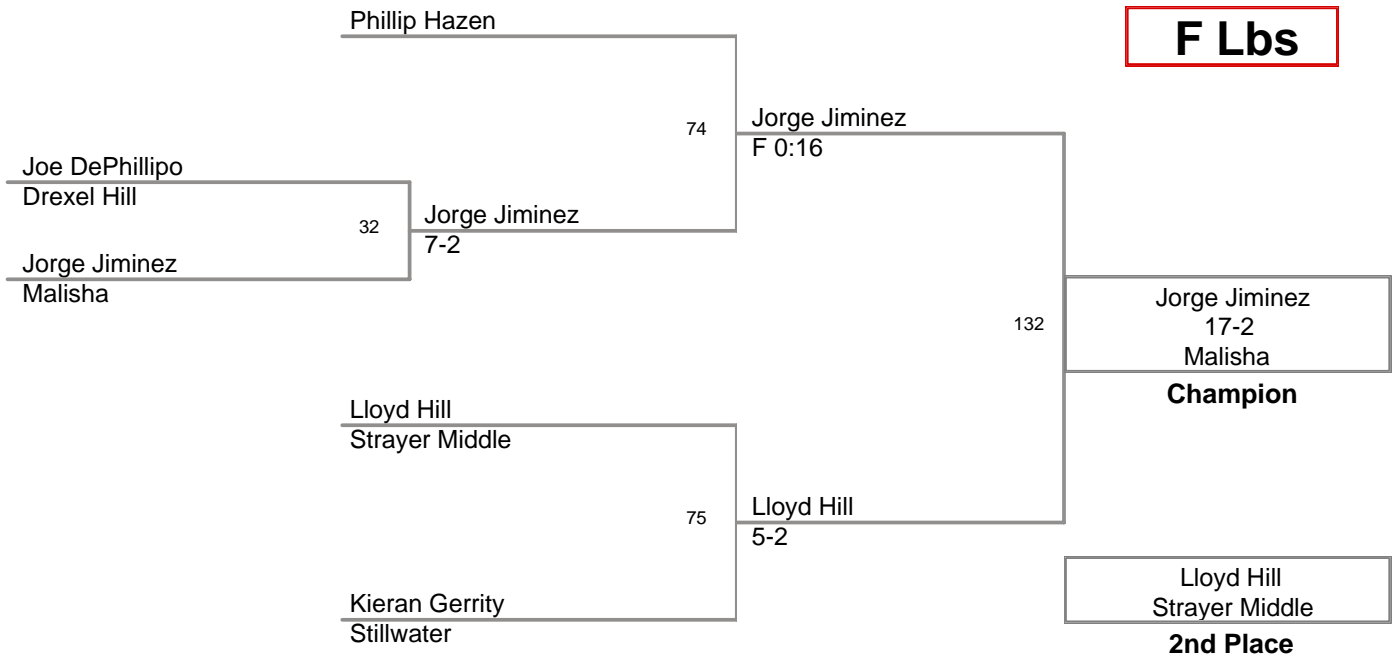 Phillip Hazen
F Lbs
74
Jorge Jiminez
F 0:16
Joe DePhillipo
Drexel Hill
32
Jorge Jiminez
7-2
Jorge Jiminez
Malisha
132
Jorge Jiminez
17-2
Malisha
Champion
Lloyd Hill
Strayer Middle
75
Lloyd Hill
5-2
Kieran Gerrity
Stillwater
Lloyd Hill
Strayer Middle
2nd Place